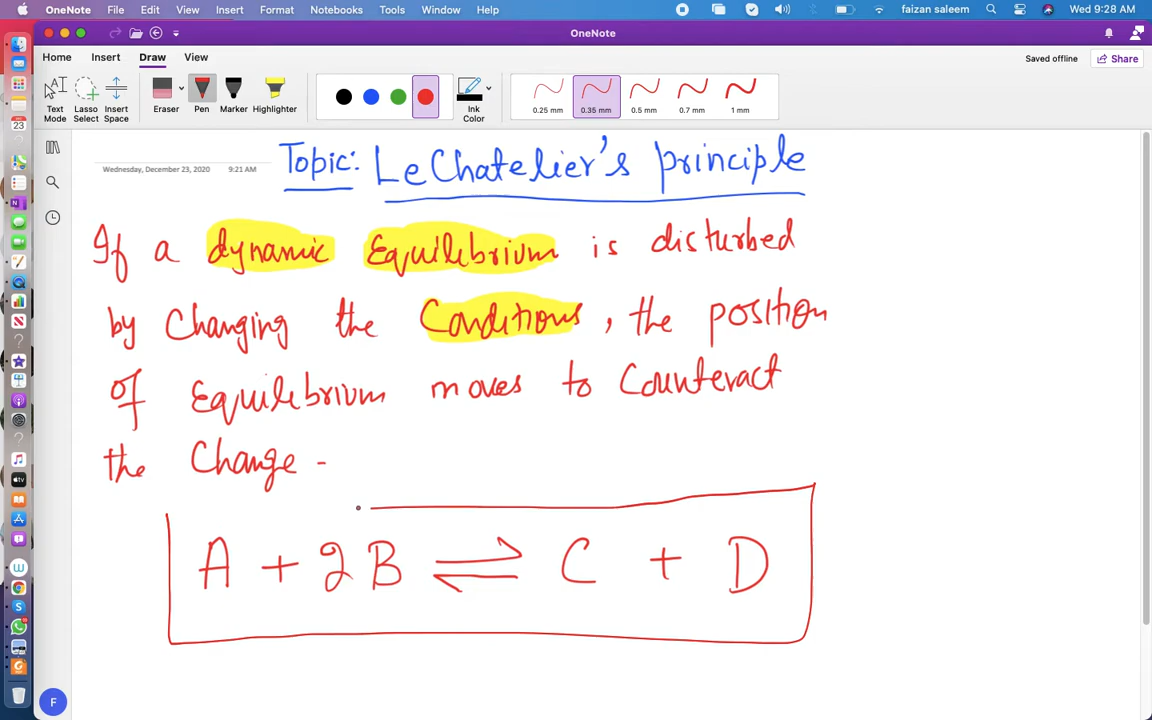 OneNote File Edit View Insert Format Notebooks Tools Window Help faizan saleem Wed 9:28 AM
OneNote
Home Insert Draw View Saved offline Share
Text Mode Lasso Select Insert Space Eraser Pen Marker Highlighter Ink Color 0.25 mm 0.35 mm 0.5 mm 0.7 mm 1 mm
Topic: LeChatelier's principle
Wednesday, December 23, 2020 9:21 AM
If a dynamic Equilibrium is disturbed
by Changing the Conditions, the position
of Equilibrium moves to Counteract
the Change -
A + 2B ⇌ C + D
F